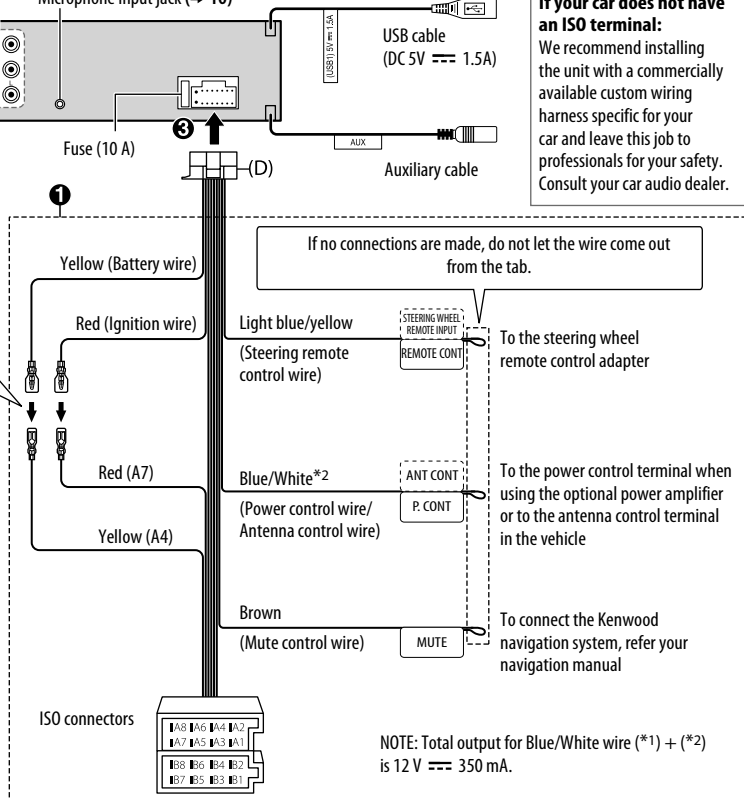 Microphone input jack (➜ 10)
USB cable
(DC 5V ⎓ 1.5A)
(USB1) 5V ⎓ 1.5A
If your car does not have
an ISO terminal:
We recommend installing
the unit with a commercially
available custom wiring
harness specific for your
car and leave this job to
professionals for your safety.
Consult your car audio dealer.
Fuse (10 A)
❸
AUX
Auxiliary cable
(D)
❶
If no connections are made, do not let the wire come out
from the tab.
Yellow (Battery wire)
Red (Ignition wire)
Light blue/yellow
(Steering remote
control wire)
STEERING WHEEL
REMOTE INPUT
REMOTE CONT
To the steering wheel
remote control adapter
Red (A7)
Yellow (A4)
Blue/White*2
(Power control wire/
Antenna control wire)
ANT CONT
P. CONT
To the power control terminal when
using the optional power amplifier
or to the antenna control terminal
in the vehicle
Brown
(Mute control wire)
MUTE
To connect the Kenwood
navigation system, refer your
navigation manual
ISO connectors
A8 A6 A4 A2
A7 A5 A3 A1
B8 B6 B4 B2
B7 B5 B3 B1
NOTE: Total output for Blue/White wire (*1) + (*2)
is 12 V ⎓ 350 mA.